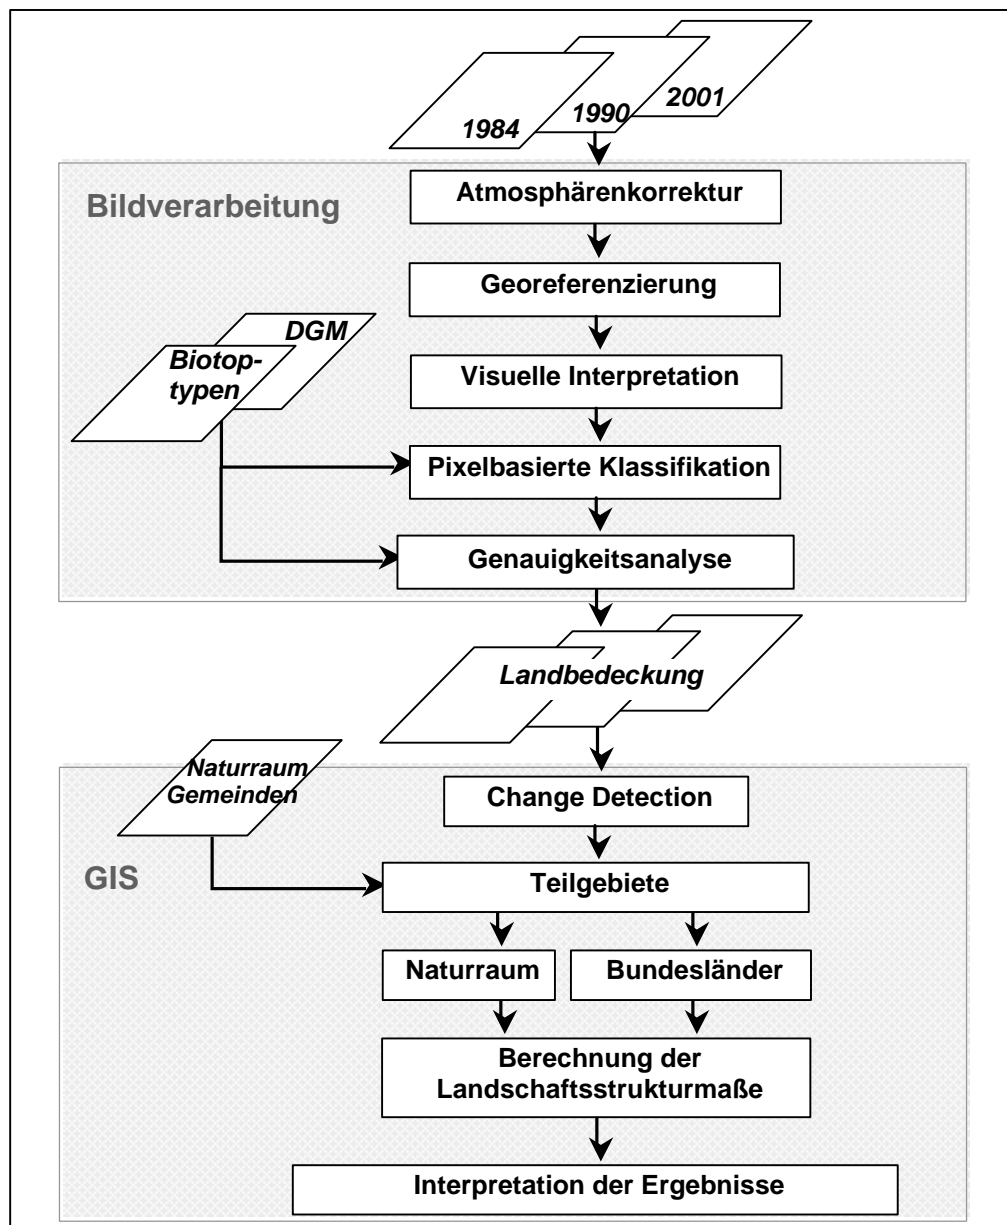 2001
1990
1984
Bildverarbeitung
Atmosphärenkorrektur
Georeferenzierung
DGM
Biotop-
typen
Visuelle Interpretation
Pixelbasierte Klassifikation
Genauigkeitsanalyse
Landbedeckung
Naturraum
Gemeinden
GIS
Change Detection
Teilgebiete
Naturraum
Bundesländer
Berechnung der
Landschaftsstrukturmaße
Interpretation der Ergebnisse